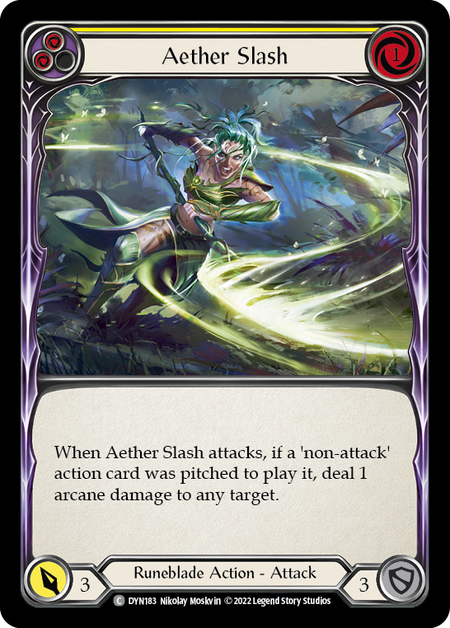 Aether Slash
1
When Aether Slash attacks, if a 'non-attack'
action card was pitched to play it, deal 1
arcane damage to any target.
3
Runeblade Action - Attack
3
C DYN183 Nikolay Moskvin ©2022 Legend Story Studios